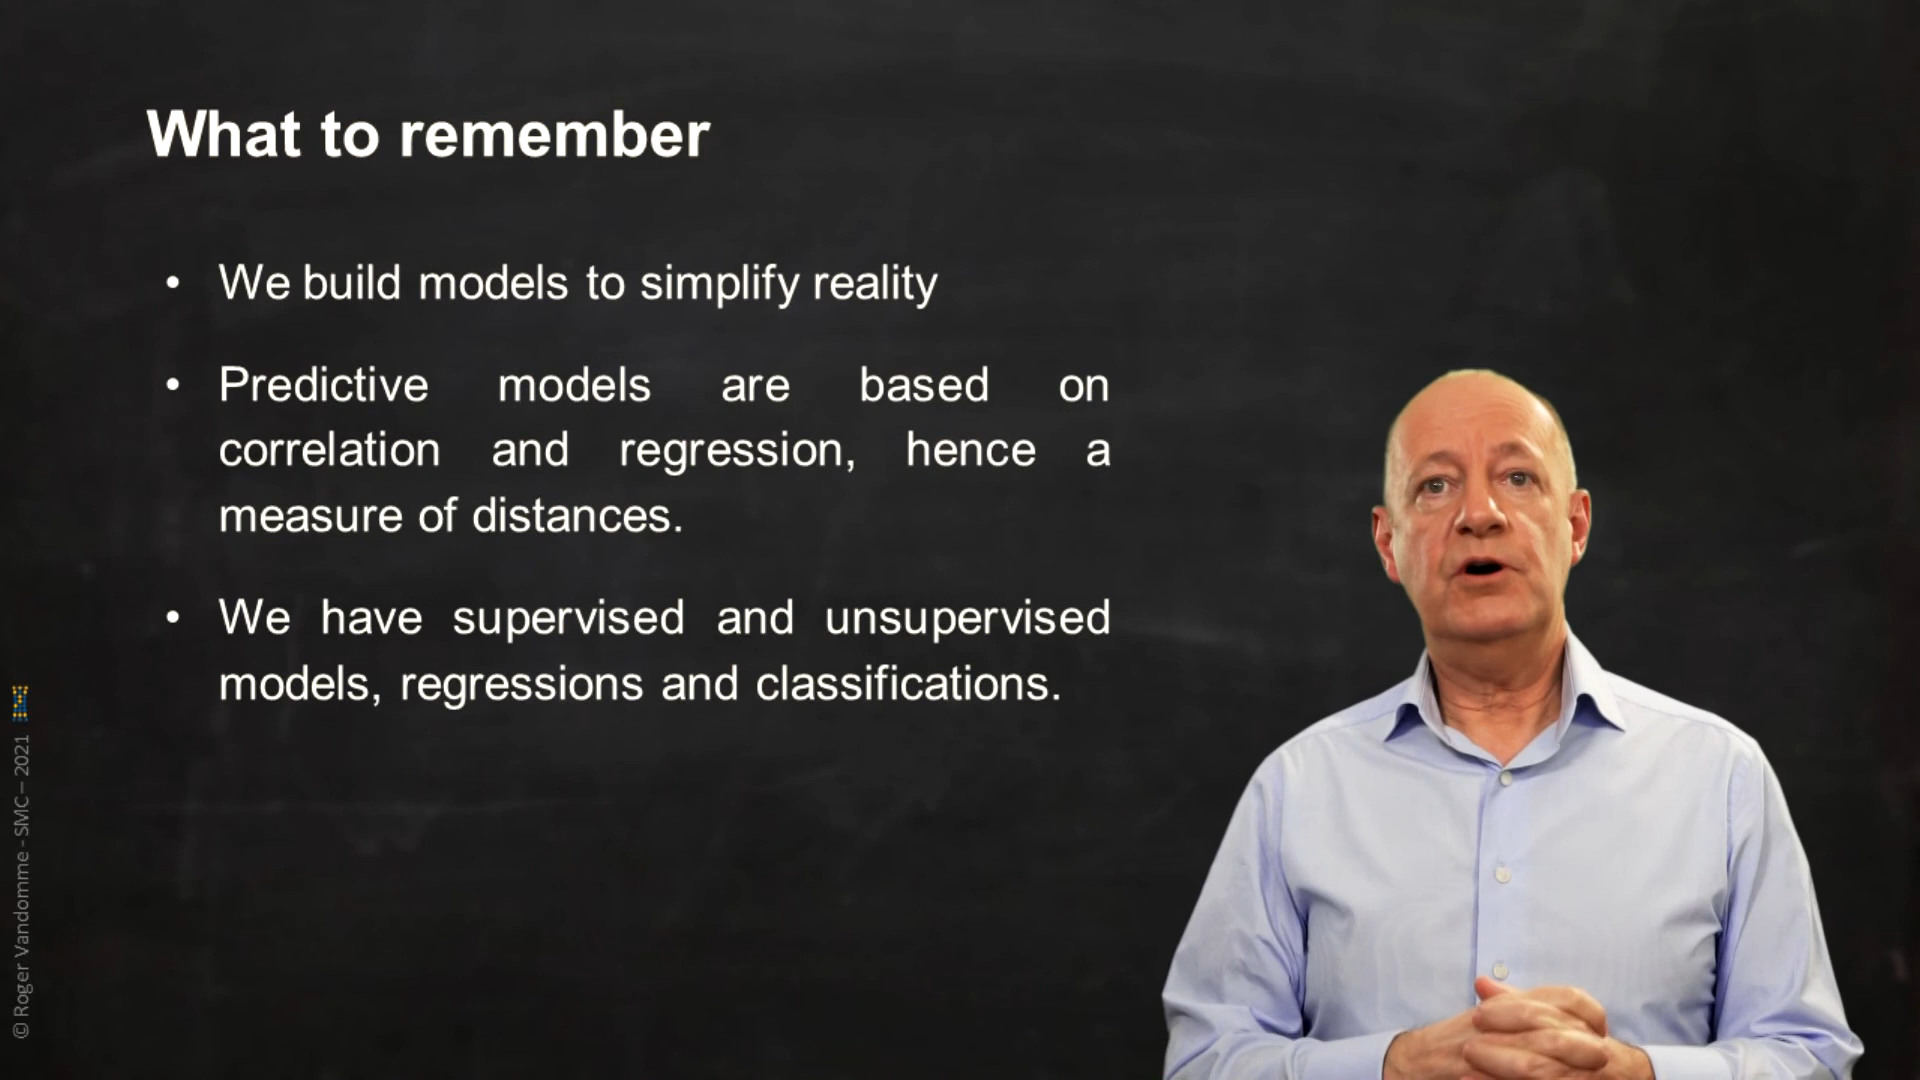 What to remember
• We build models to simplify reality
• Predictive models are based on
correlation and regression, hence a
measure of distances.
• We have supervised and unsupervised
models, regressions and classifications.
© Roger Vandomme - SMC – 2021